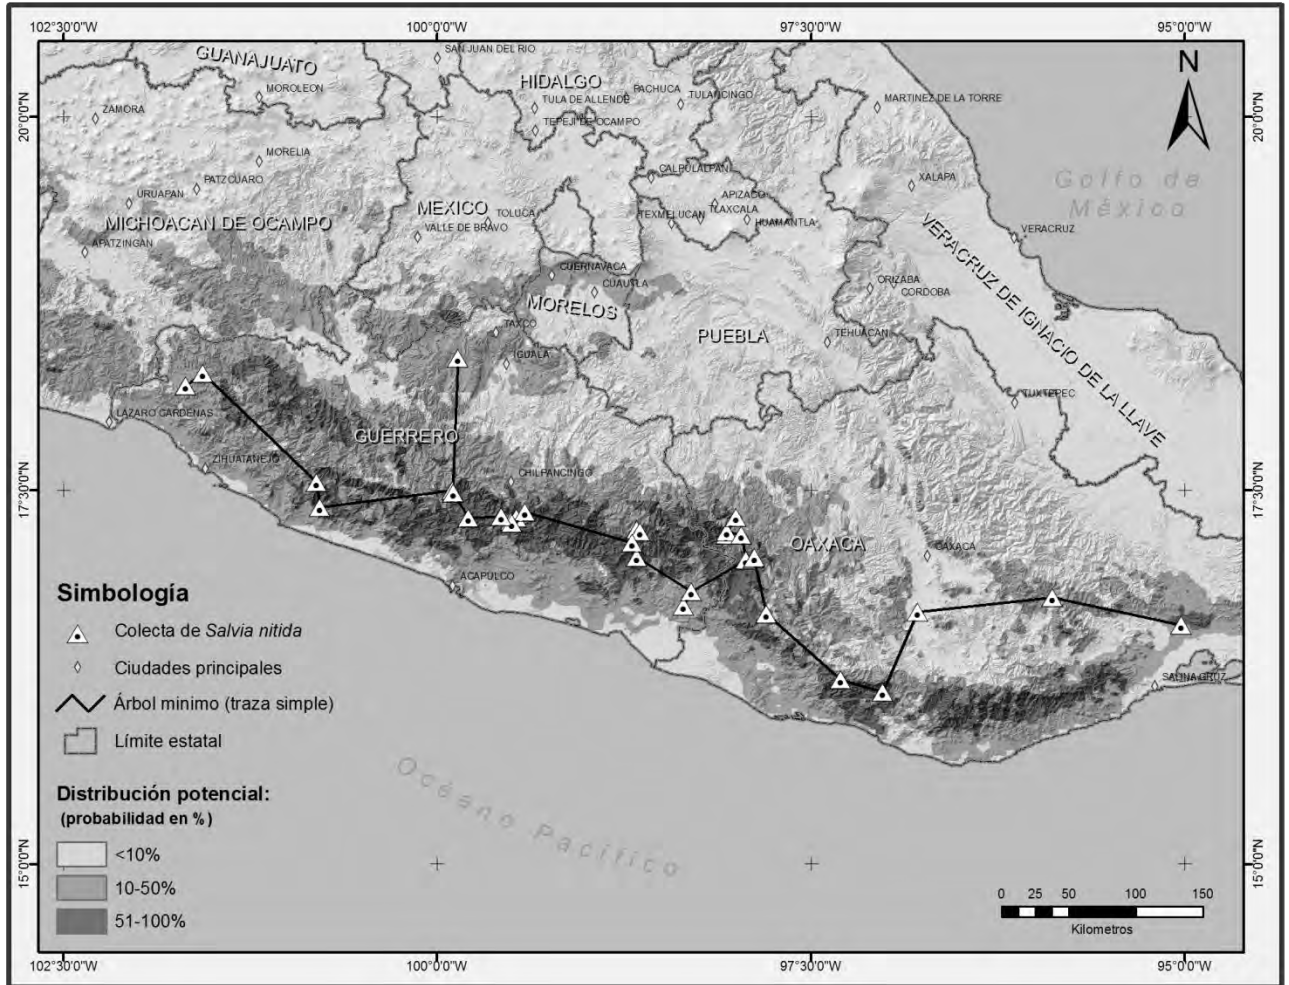 102°30'0"W 100°0'0"W 97°30'0"W 95°0'0"W
20°0'0"N
20°0'0"N
17°30'0"N
17°30'0"N
15°0'0"N
15°0'0"N
N
GUANAJUATO
SAN JUAN DEL RIO
HIDALGO
MOROLEON
PACHUCA
TULA DE ALLENDE
TULANCINGO
MARTINEZ DE LA TORRE
ZAMORA
TEPEJI DE OCAMPO
MORELIA
CALPULALPAN
XALAPA
Golfo de
México
PATZCUARO
URUAPAN
MEXICO
TOLUCA
APIZACO
TLAXCALA
TEXMELUCAN
HUAMANTLA
MICHOACAN DE OCAMPO
VALLE DE BRAVO
VERACRUZ
APATZINGAN
CUERNAVACA
CUAUTLA
ORIZABA
CORDOBA
VERACRUZ DE IGNACIO DE LA LLAVE
MORELOS
TAXCO
PUEBLA
TEHUACAN
IGUALA
TUXTEPEC
LAZARO CARDENAS
GUERRERO
ZIHUATANEJO
CHILPANCINGO
OAXACA
OAXACA
ACAPULCO
SALINA CRUZ
Océano Pacífico
Simbología
Colecta de Salvia nitida
Ciudades principales
Árbol minimo (traza simple)
Límite estatal
Distribución potencial:
(probabilidad en %)
<10%
10-50%
51-100%
0 25 50 100 150
Kilometros
102°30'0"W 100°0'0"W 97°30'0"W 95°0'0"W